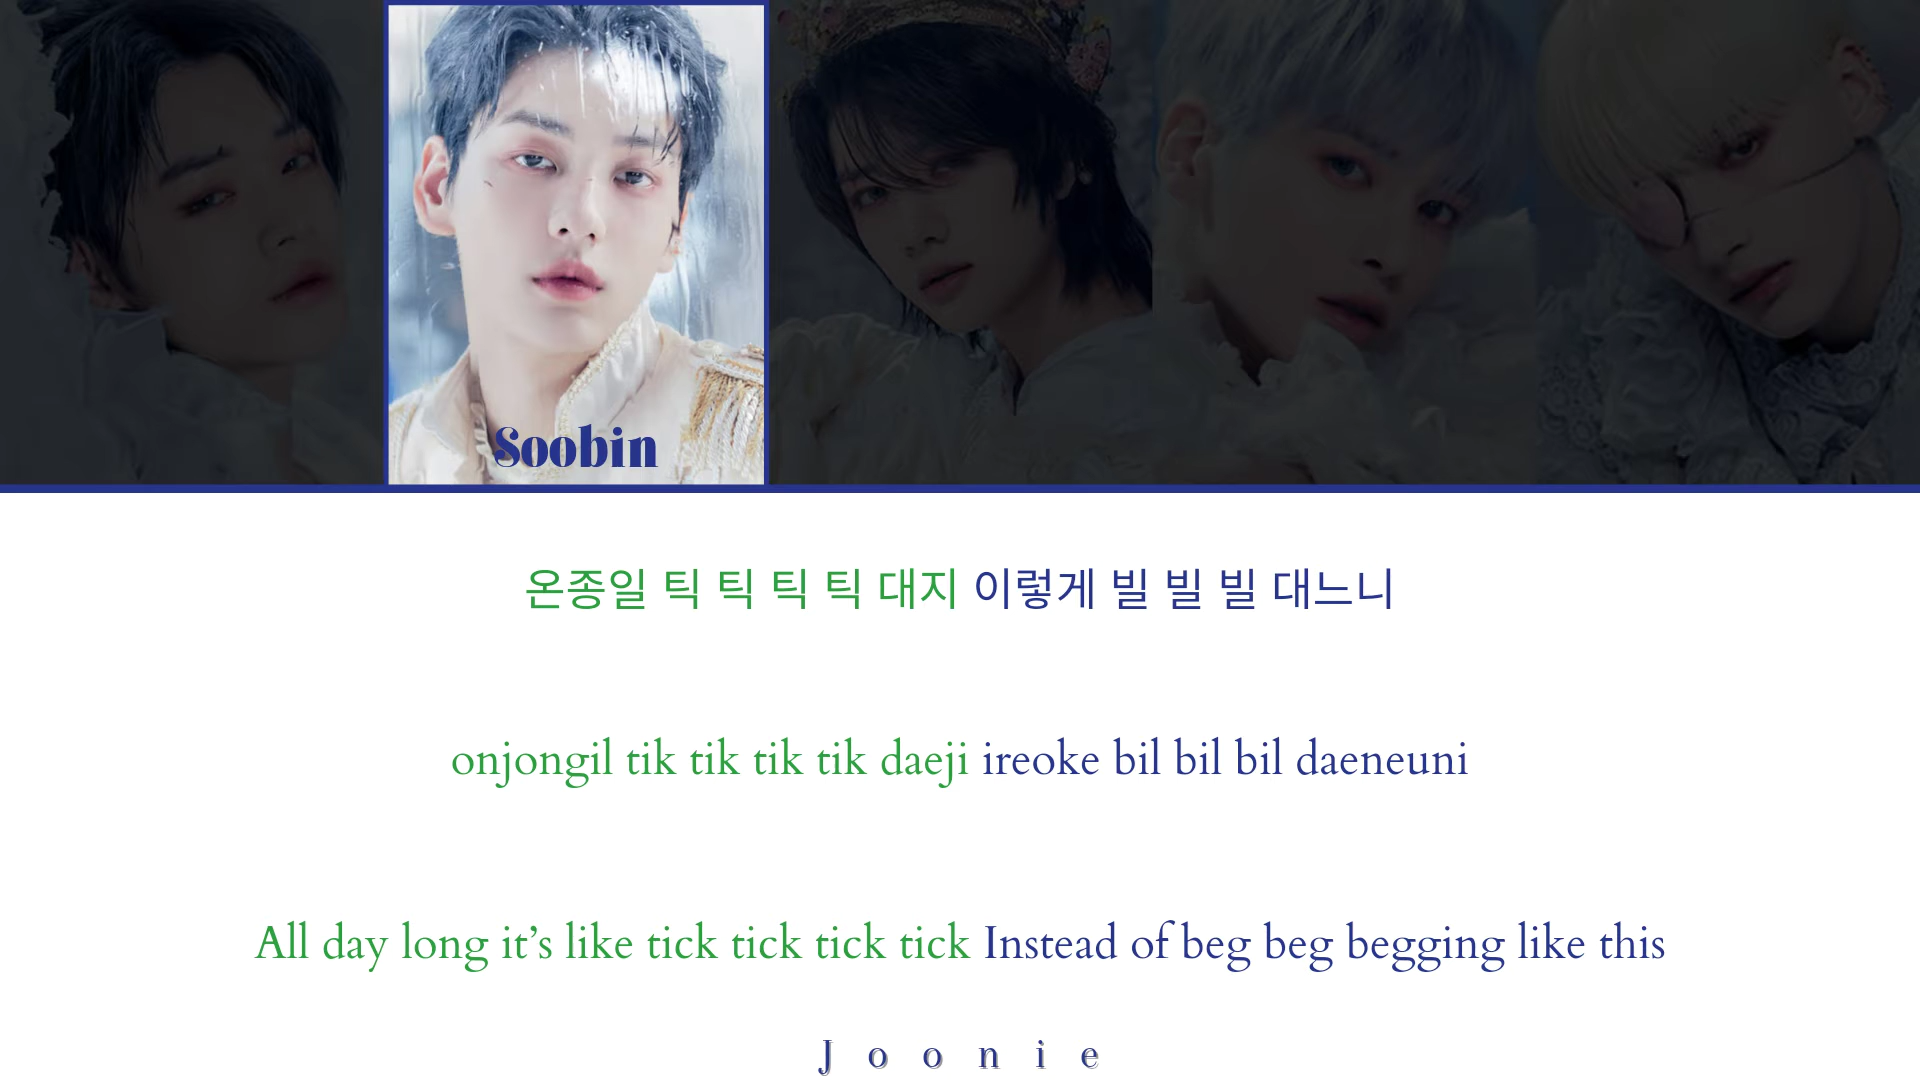 Soobin
온종일 틱 틱 틱 틱 대지 이렇게 빌 빌 빌 대느니
onjongil tik tik tik tik daeji ireoke bil bil bil daeneuni
All day long it’s like tick tick tick tick Instead of beg beg begging like this
Joonie